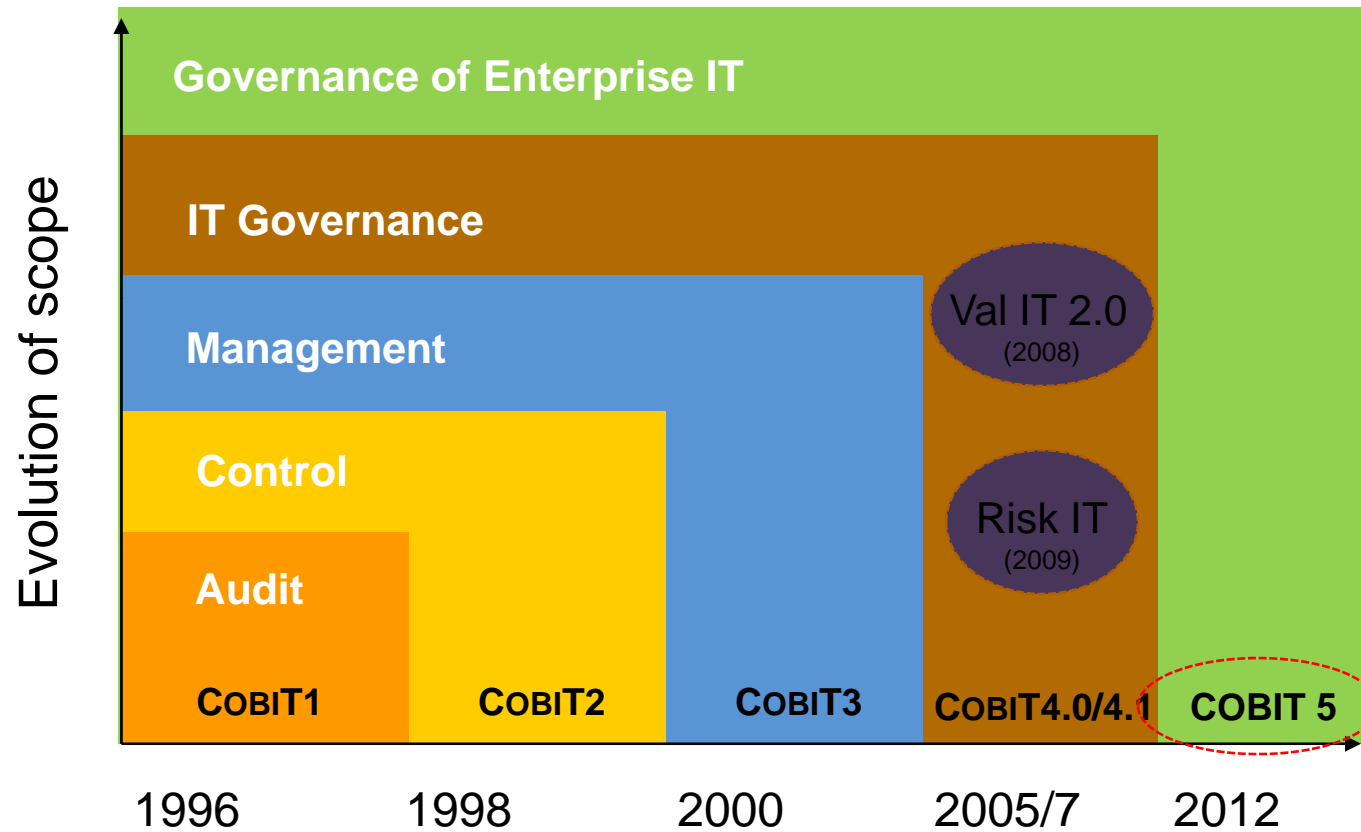 Evolution of scope
Governance of Enterprise IT
IT Governance
Management
Control
Audit
Val IT 2.0
(2008)
Risk IT
(2009)
COBIT1
COBIT2
COBIT3
COBIT4.0/4.1
COBIT 5
1996
1998
2000
2005/7
2012